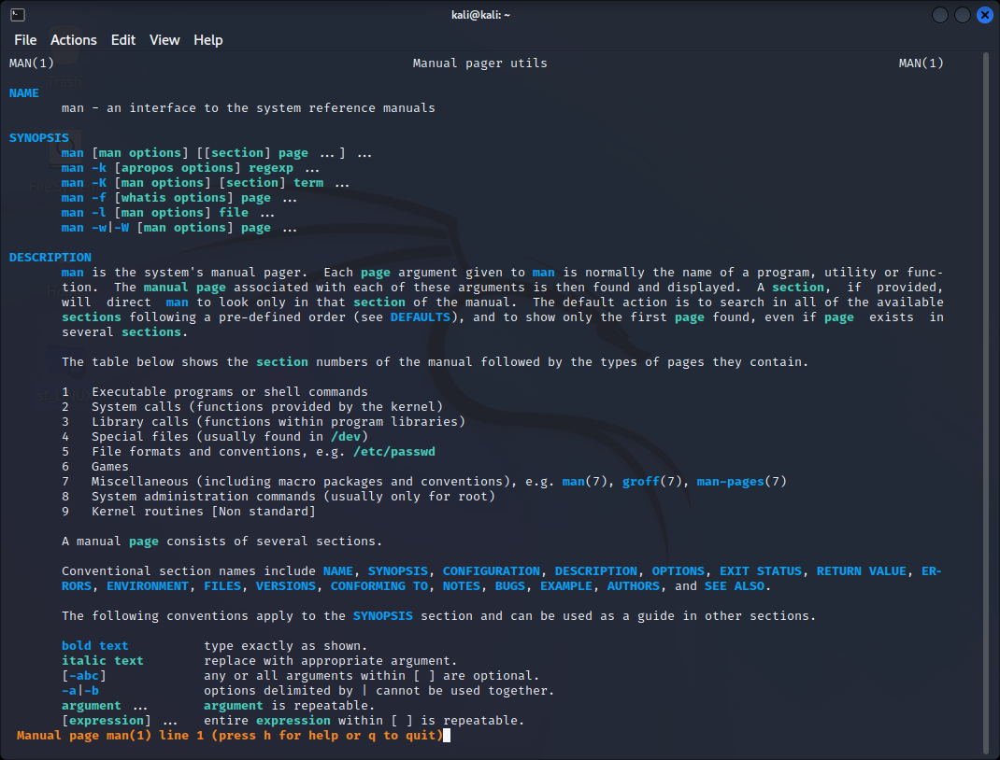 kali@kali: ~
File Actions Edit View Help
MAN(1) Manual pager utils MAN(1)
NAME
man - an interface to the system reference manuals
SYNOPSIS
man [man options] [[section] page ...] ...
man -k [apropos options] regexp ...
man -K [man options] [section] term ...
man -f [whatis options] page ...
man -l [man options] file ...
man -w|-W [man options] page ...
DESCRIPTION
man is the system's manual pager. Each page argument given to man is normally the name of a program, utility or func-
tion. The manual page associated with each of these arguments is then found and displayed. A section, if provided,
will direct man to look only in that section of the manual. The default action is to search in all of the available
sections following a pre-defined order (see DEFAULTS), and to show only the first page found, even if page exists in
several sections.
The table below shows the section numbers of the manual followed by the types of pages they contain.
1 Executable programs or shell commands
2 System calls (functions provided by the kernel)
3 Library calls (functions within program libraries)
4 Special files (usually found in /dev)
5 File formats and conventions, e.g. /etc/passwd
6 Games
7 Miscellaneous (including macro packages and conventions), e.g. man(7), groff(7), man-pages(7)
8 System administration commands (usually only for root)
9 Kernel routines [Non standard]
A manual page consists of several sections.
Conventional section names include NAME, SYNOPSIS, CONFIGURATION, DESCRIPTION, OPTIONS, EXIT STATUS, RETURN VALUE, ER-
RORS, ENVIRONMENT, FILES, VERSIONS, CONFORMING TO, NOTES, BUGS, EXAMPLE, AUTHORS, and SEE ALSO.
The following conventions apply to the SYNOPSIS section and can be used as a guide in other sections.
bold text type exactly as shown.
italic text replace with appropriate argument.
[-abc] any or all arguments within [ ] are optional.
-a|-b options delimited by | cannot be used together.
argument ... argument is repeatable.
[expression] ... entire expression within [ ] is repeatable.
Manual page man(1) line 1 (press h for help or q to quit)